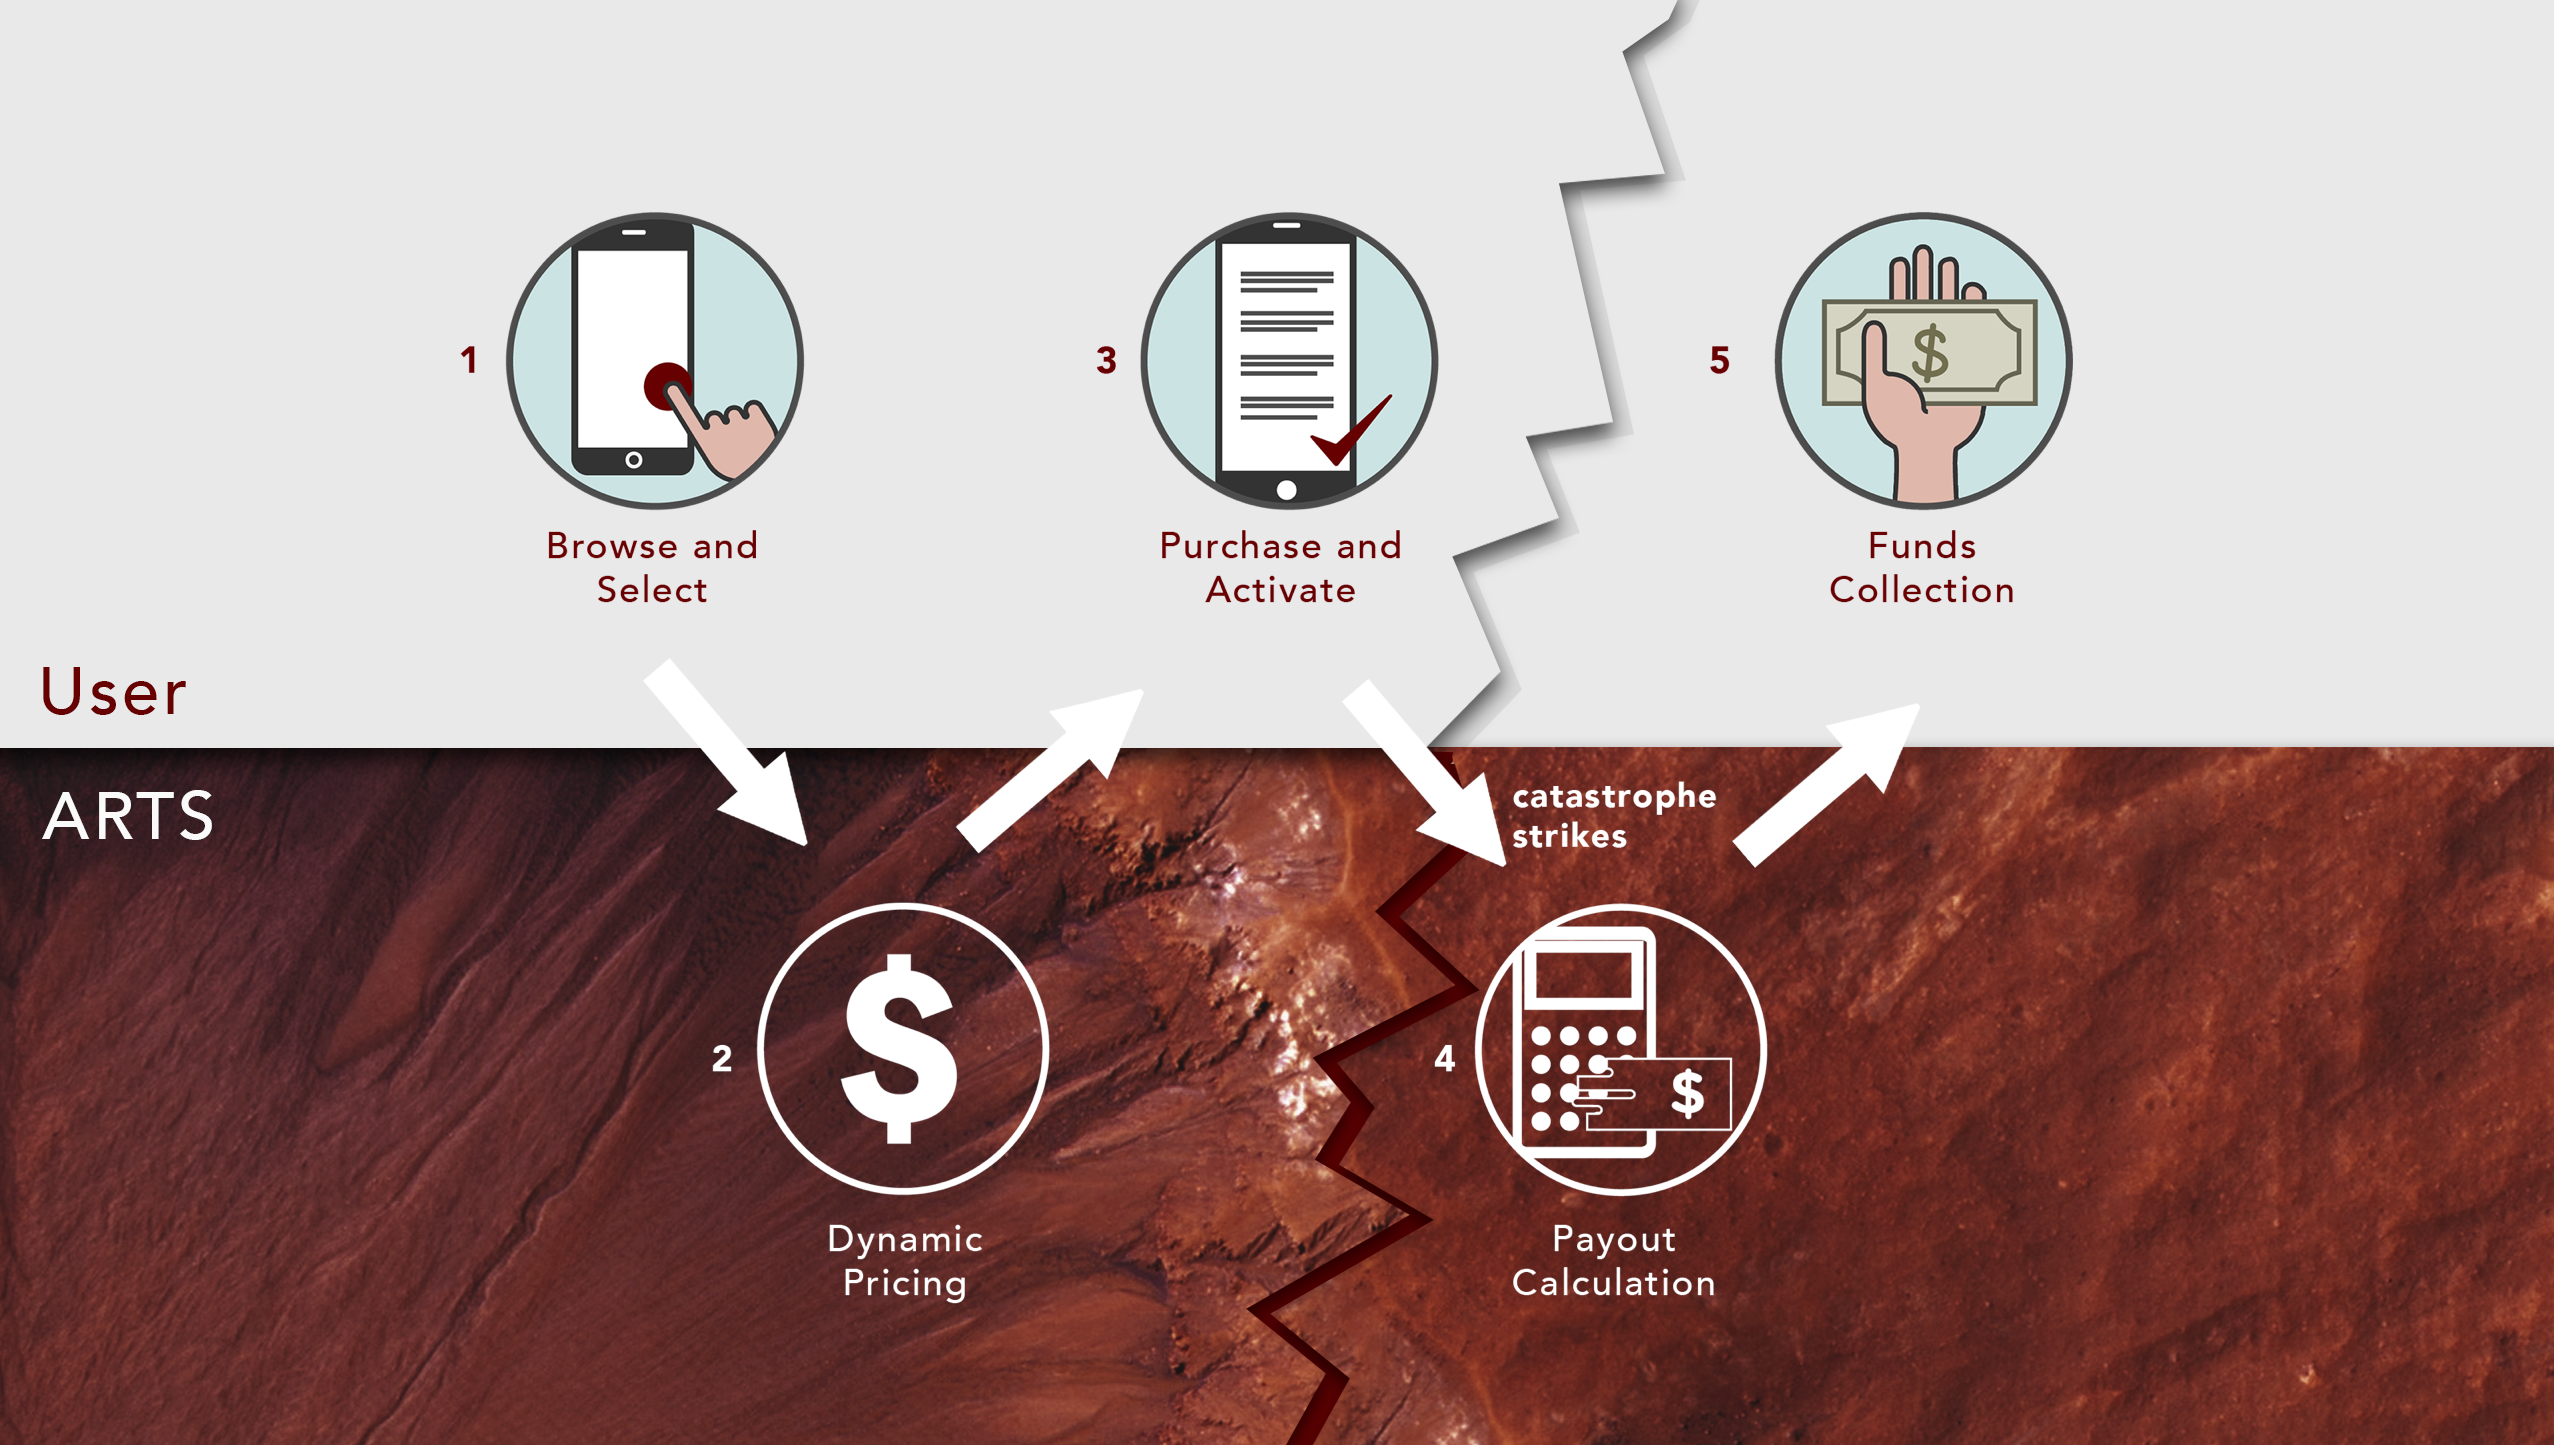 1
Browse and
Select
3
Purchase and
Activate
5
$
Funds
Collection
User
ARTS
catastrophe
strikes
2
$
Dynamic
Pricing
4
$
Payout
Calculation